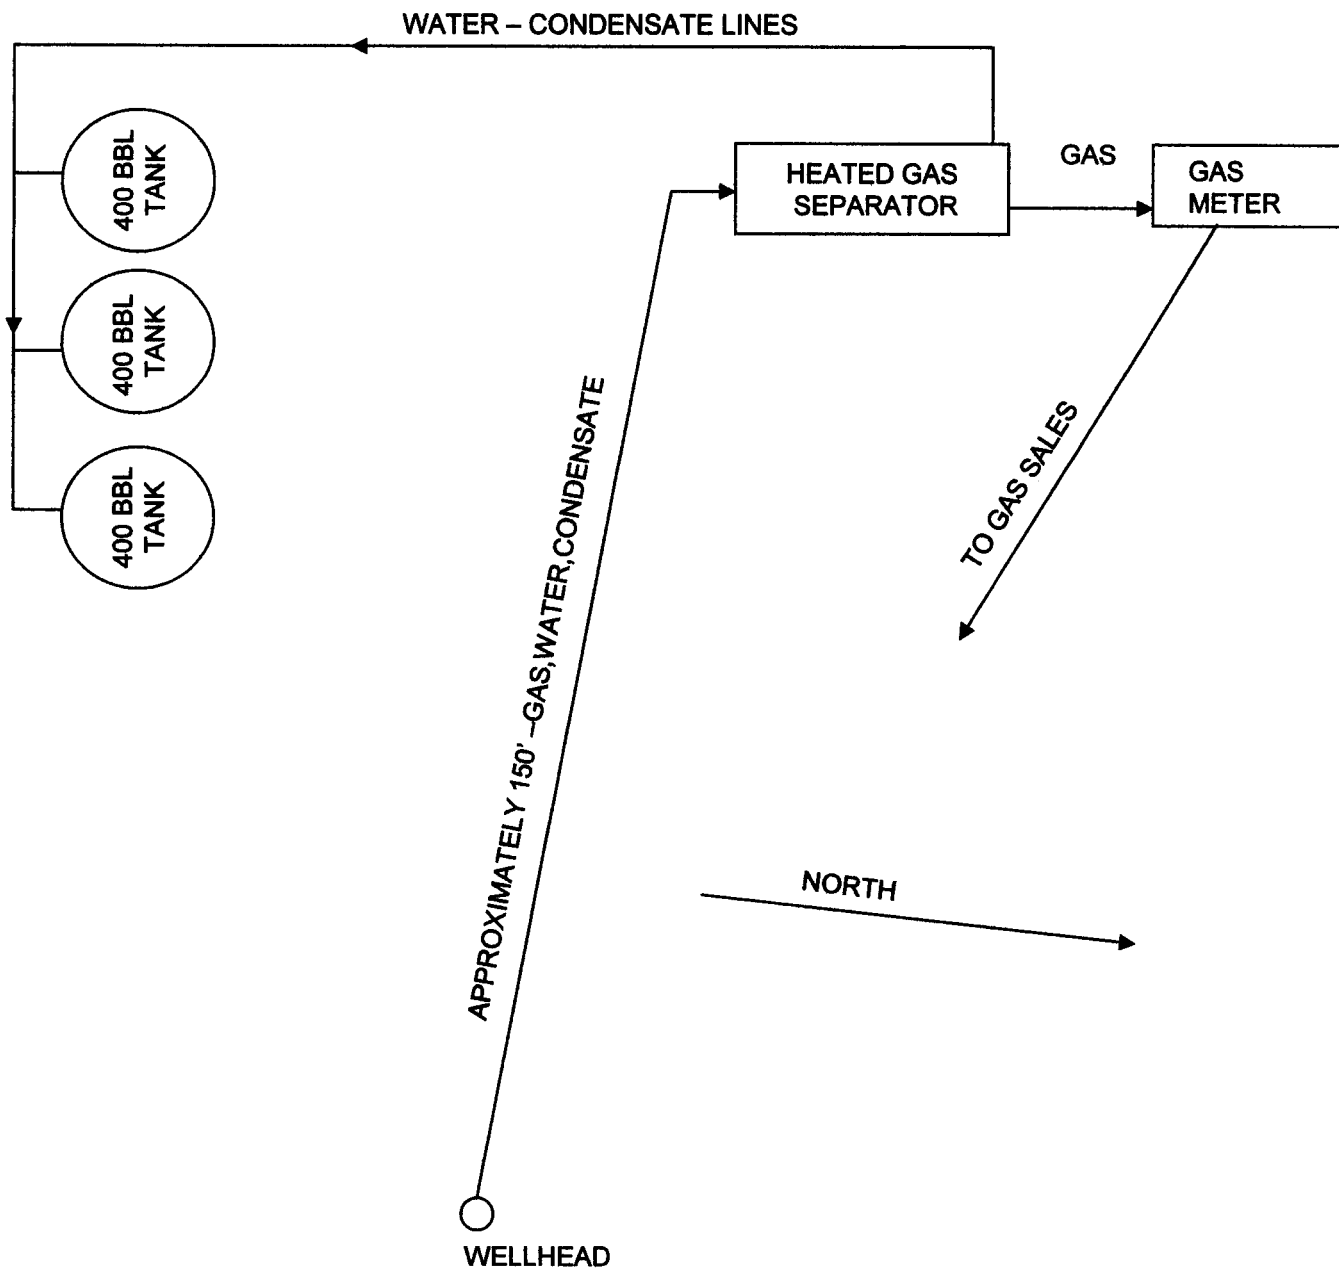 WATER – CONDENSATE LINES
400 BBL
TANK
HEATED GAS
SEPARATOR
GAS
GAS
METER
400 BBL
TANK
400 BBL
TANK
APPROXIMATELY 150' –GAS,WATER,CONDENSATE
TO GAS SALES
NORTH
WELLHEAD